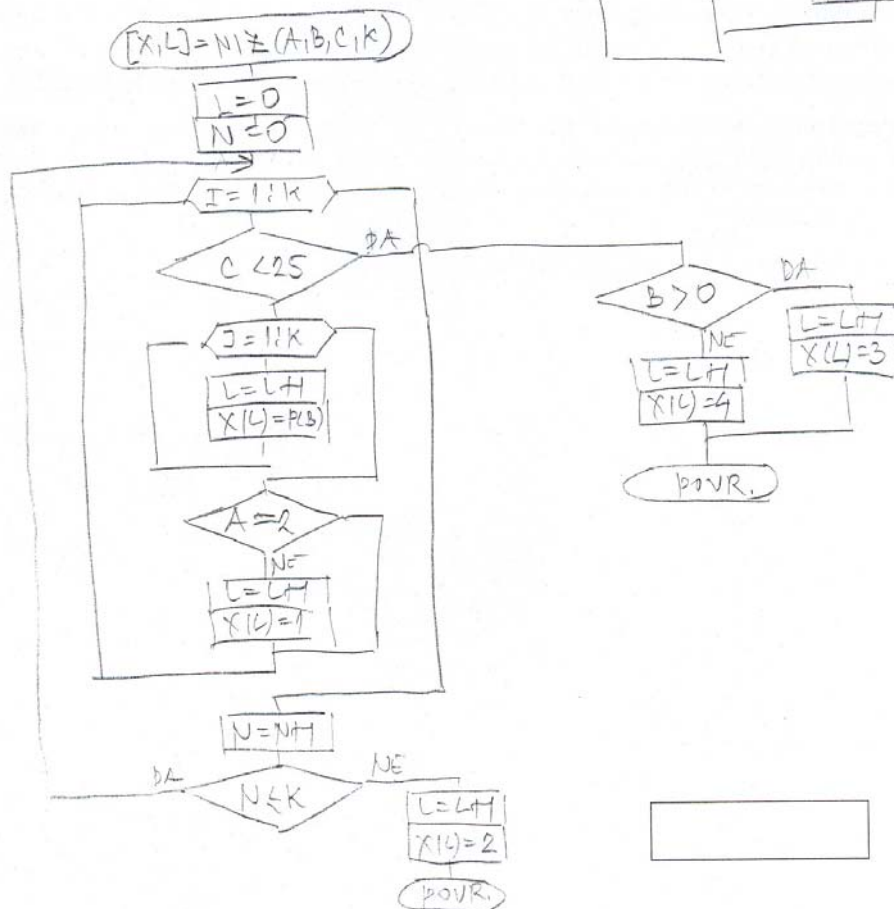 [X,L]=NIZ(A,B,C,K)
L=0
N=0
I=1:K
C<25
DA
B>0
DA
L=L+1
X(L)=3
NE
L=L+1
X(L)=4
POVR.
J=1:K
L=L+1
X(L)=P(B)
A=2
NE
L=L+1
X(L)=1
N=N+1
DA
N≤K
NE
L=L+1
X(L)=2
POVR.